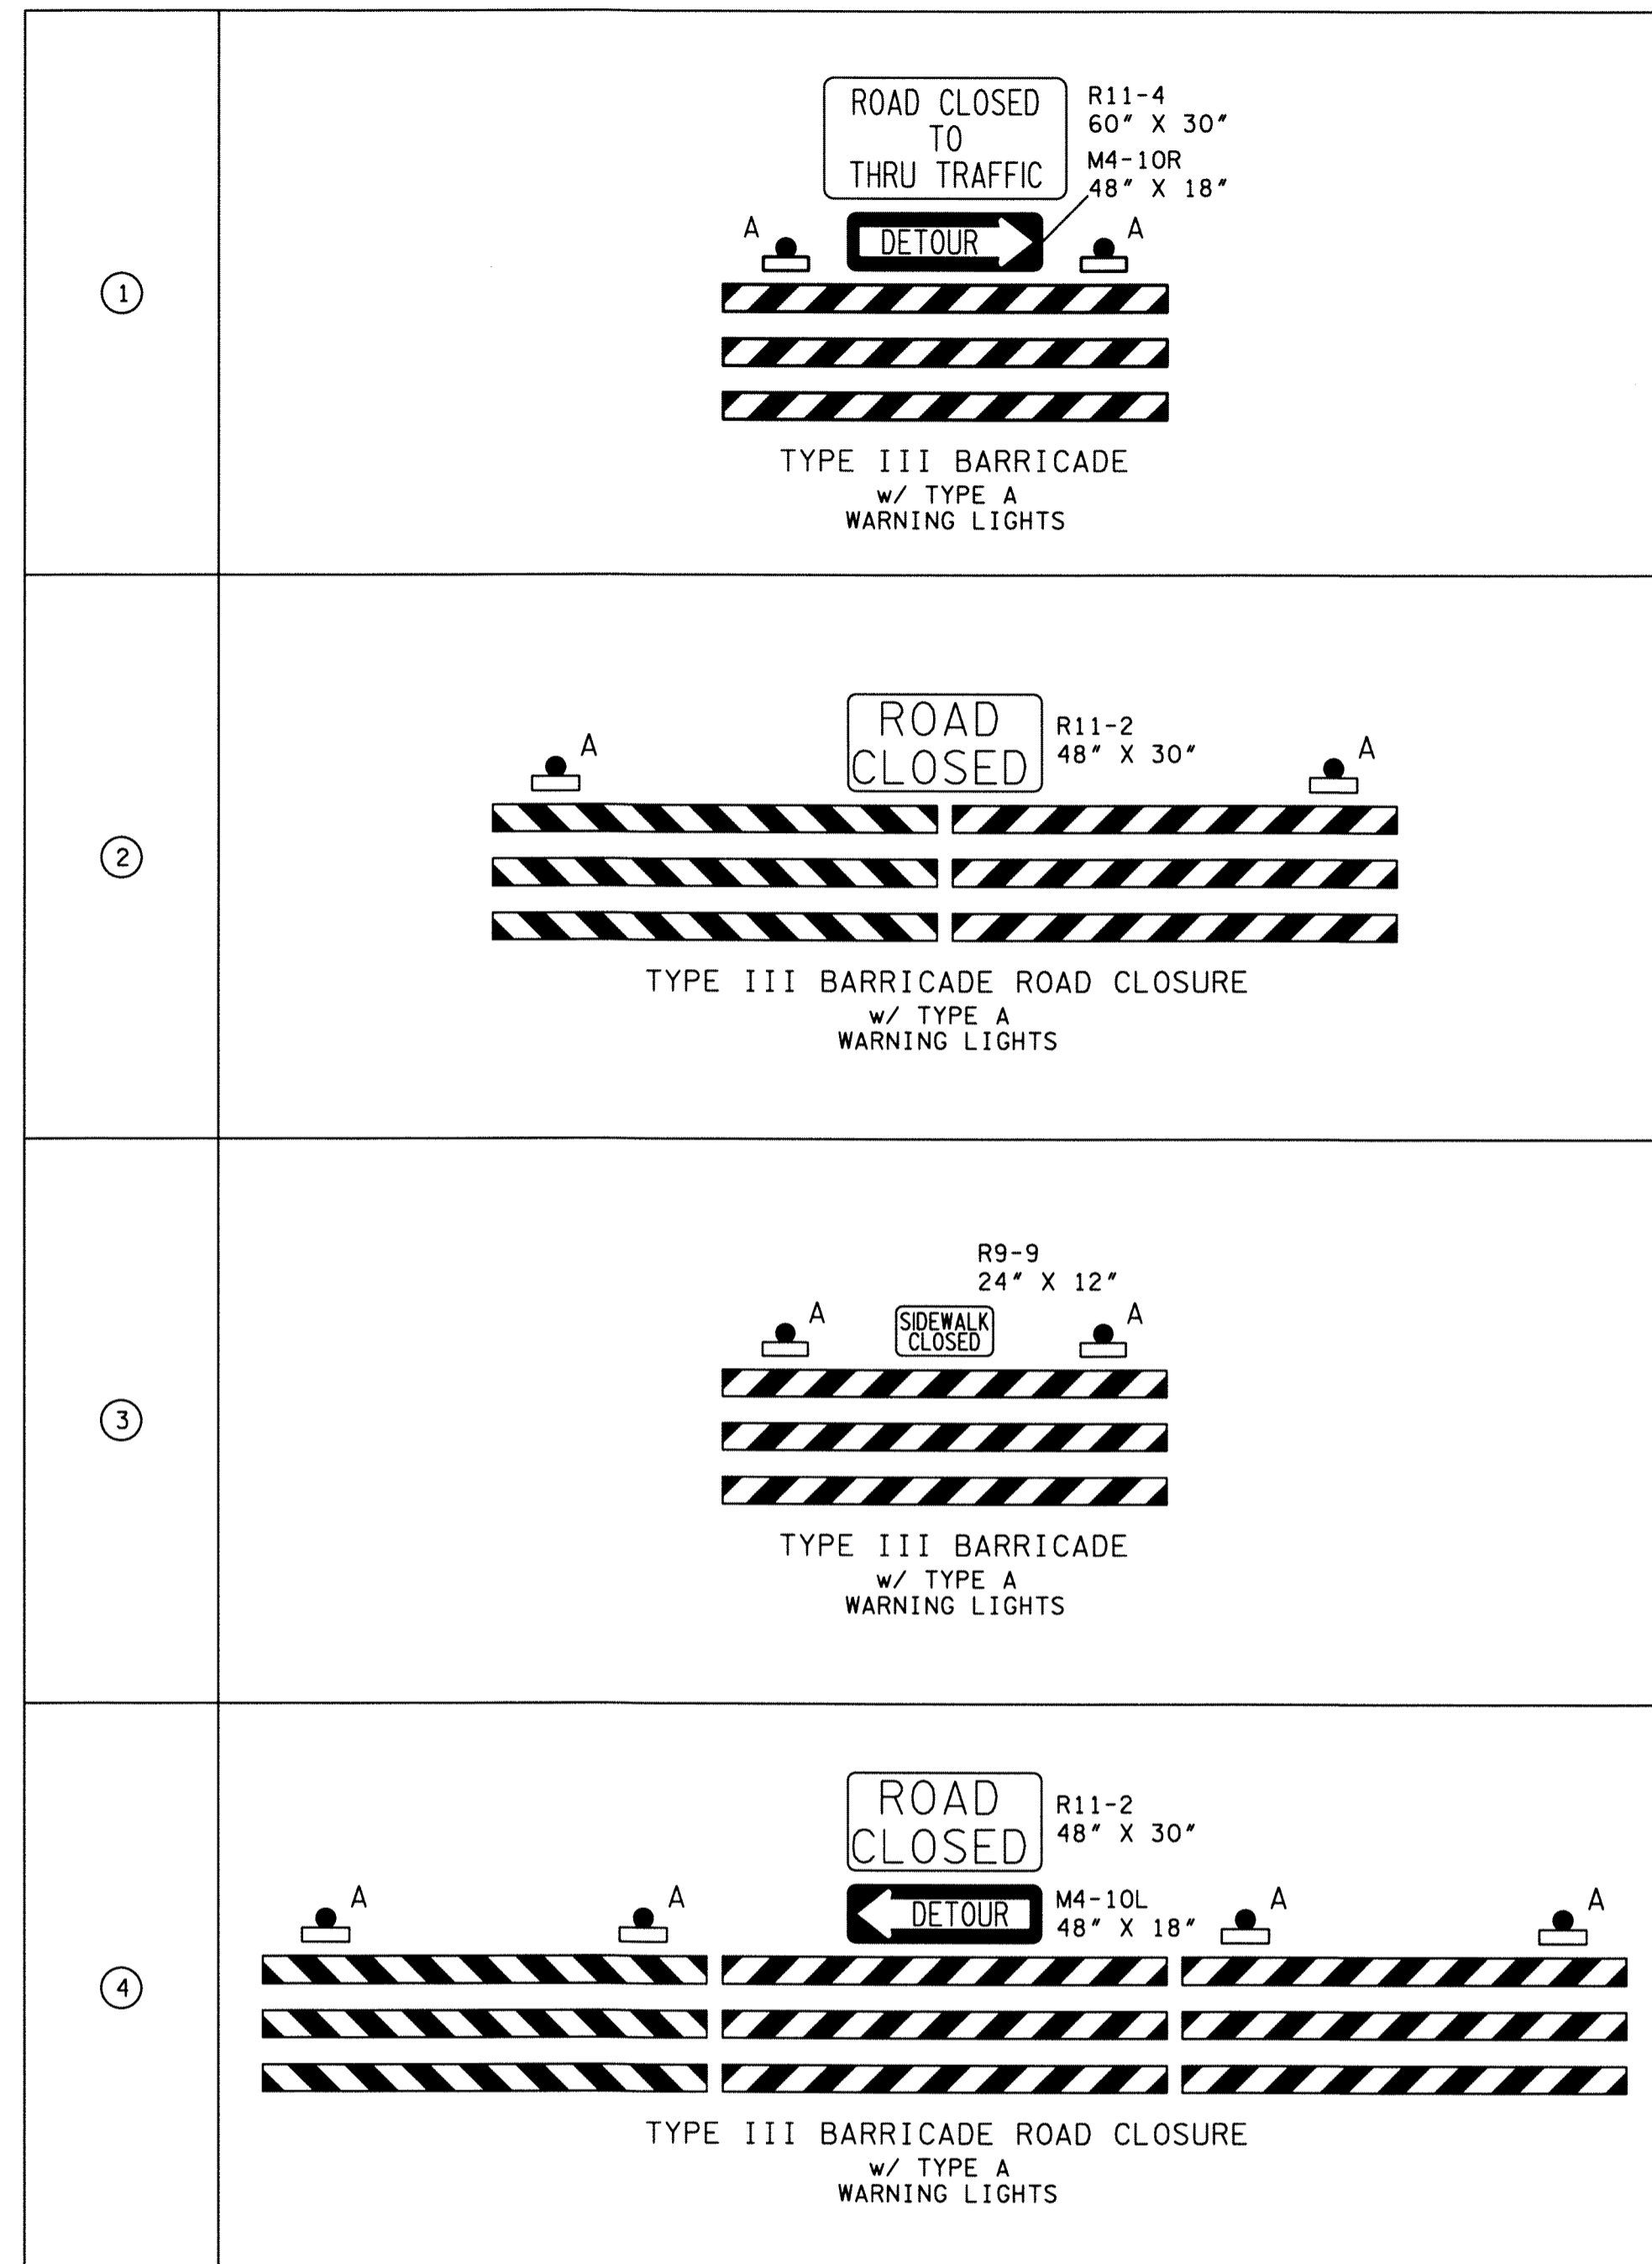 1
ROAD CLOSED
TO
THRU TRAFFIC
R11-4
60" X 30"
M4-10R
48" X 18"
A
DETOUR
A
TYPE III BARRICADE
w/ TYPE A
WARNING LIGHTS
2
ROAD
CLOSED
R11-2
48" X 30"
A
A
TYPE III BARRICADE ROAD CLOSURE
w/ TYPE A
WARNING LIGHTS
3
R9-9
24" X 12"
A
SIDEWALK
CLOSED
A
TYPE III BARRICADE
w/ TYPE A
WARNING LIGHTS
4
ROAD
CLOSED
R11-2
48" X 30"
A
A
DETOUR
M4-10L
48" X 18"
A
A
TYPE III BARRICADE ROAD CLOSURE
w/ TYPE A
WARNING LIGHTS